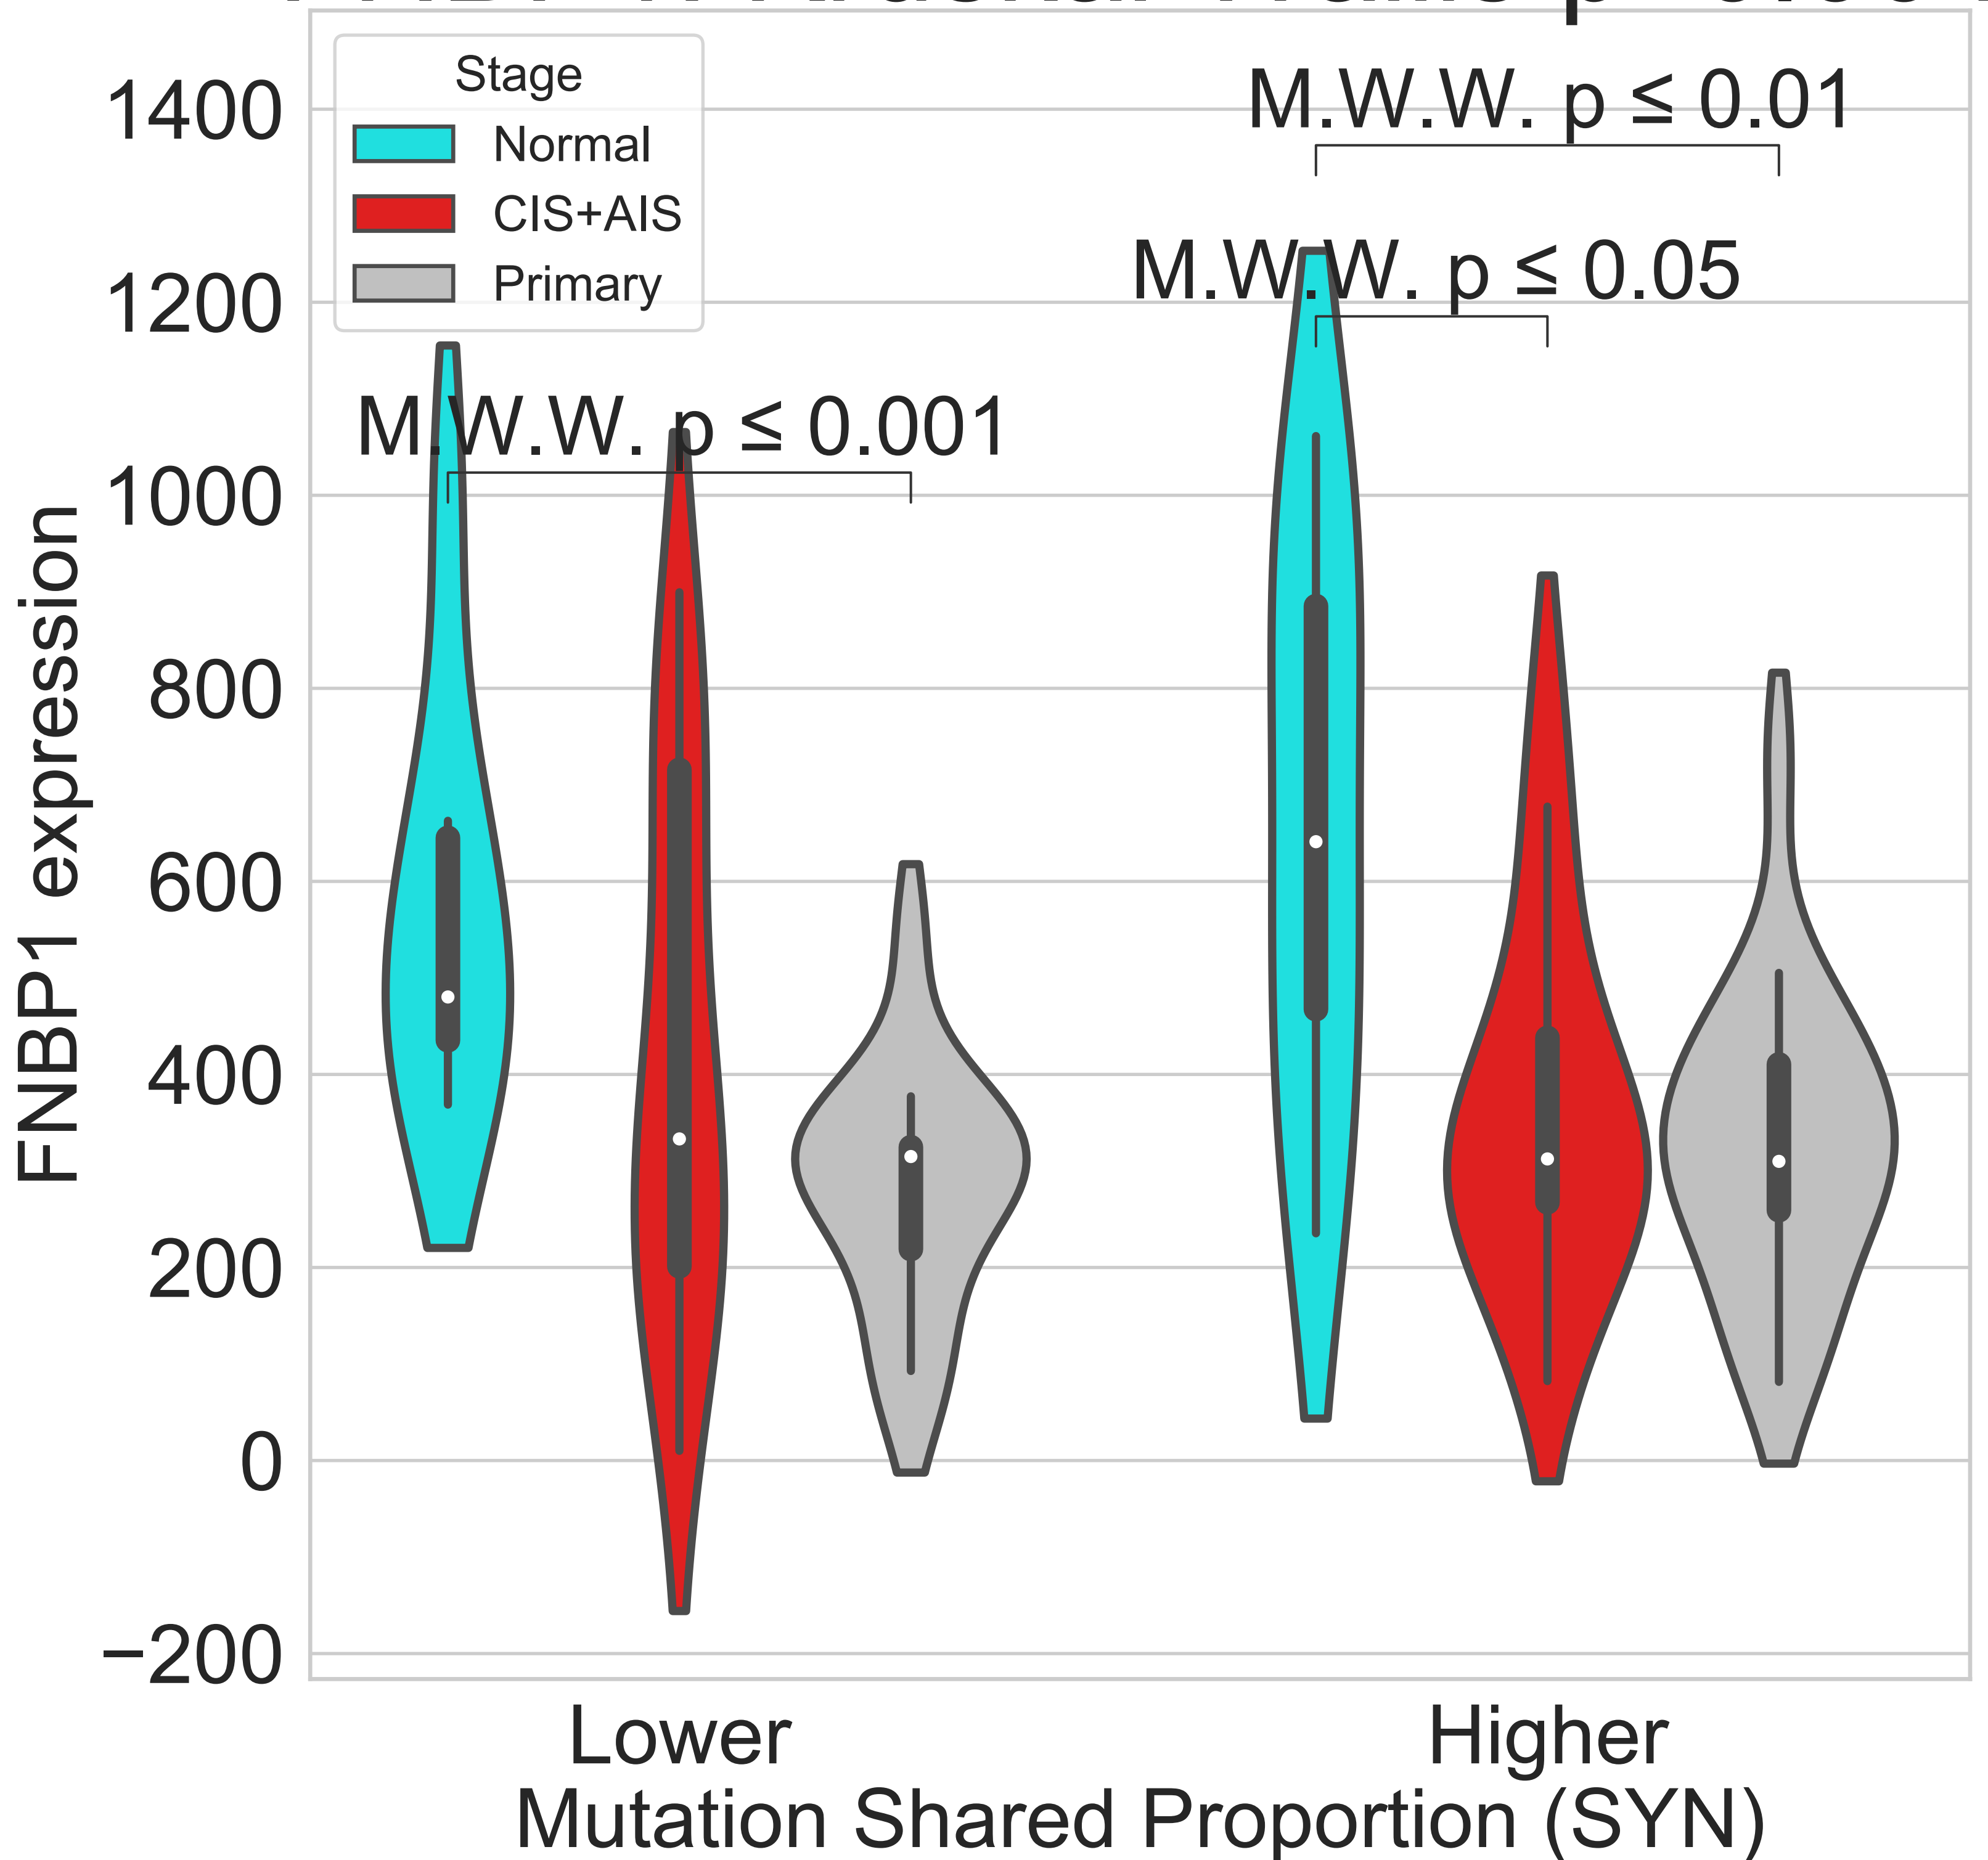 Stage
Normal
CIS+AIS
Primary
M.W.W. p ≤ 0.01
M.W.W. p ≤ 0.05
M.W.W. p ≤ 0.001
FNBP1 expression
1400
1200
1000
800
600
400
200
0
−200
Lower
Higher
Mutation Shared Proportion (SYN)